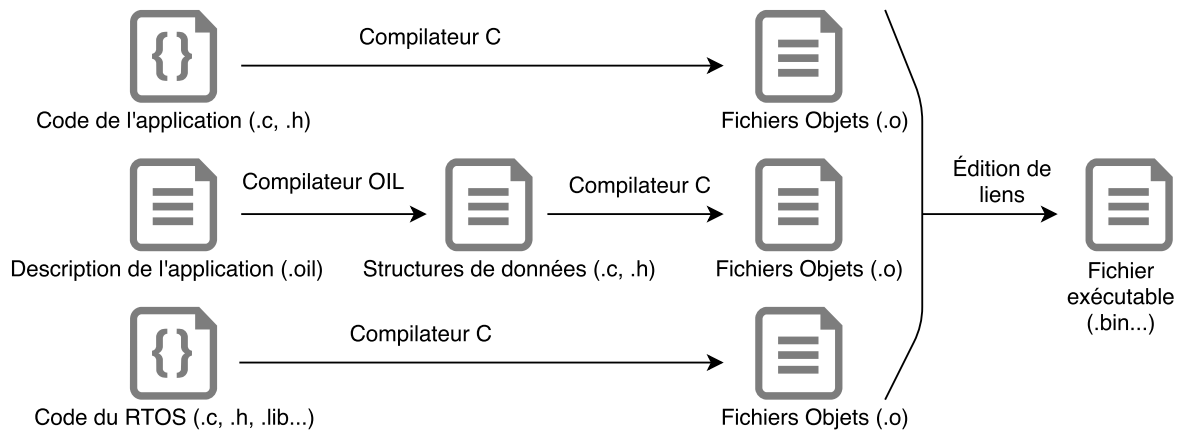 Compilateur C
{}
Code de l'application (.c, .h)
Fichiers Objets (.o)
Compilateur OIL
Compilateur C
Édition de
liens
Description de l'application (.oil)
Structures de données (.c, .h)
Fichiers Objets (.o)
Fichier
exécutable
(.bin...)
Compilateur C
{}
Code du RTOS (.c, .h, .lib...)
Fichiers Objets (.o)